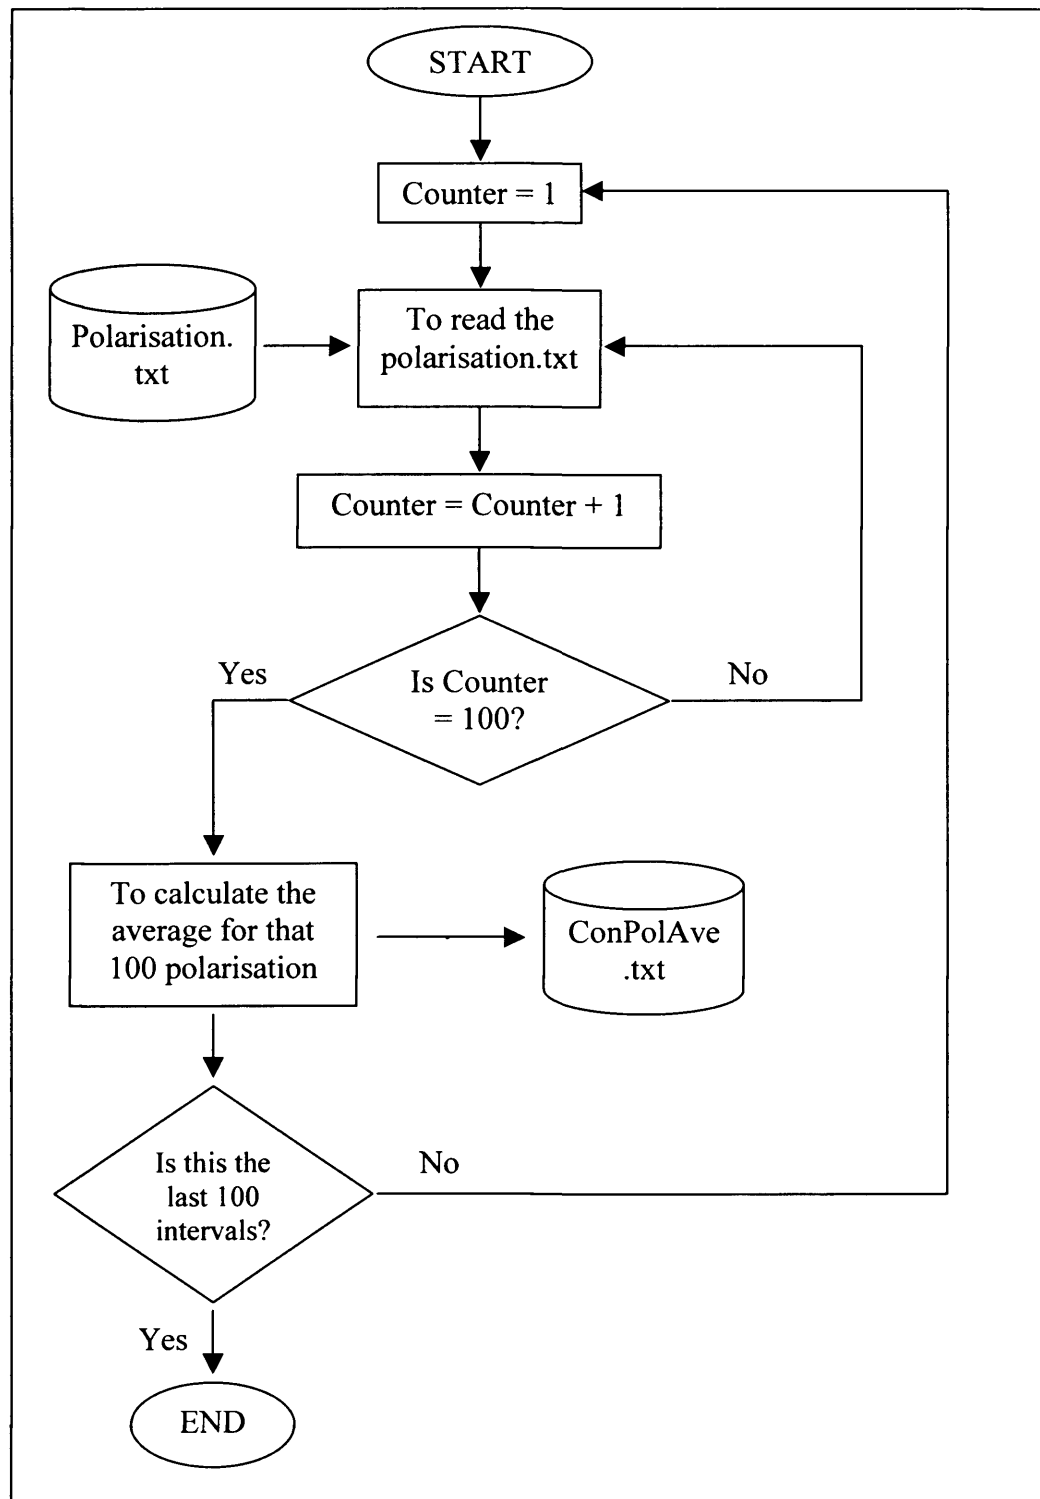 START
Counter = 1
Polarisation.
txt
To read the
polarisation.txt
Counter = Counter + 1
Yes
Is Counter
= 100?
No
To calculate the
average for that
100 polarisation
ConPolAve
.txt
Is this the
last 100
intervals?
No
Yes
END